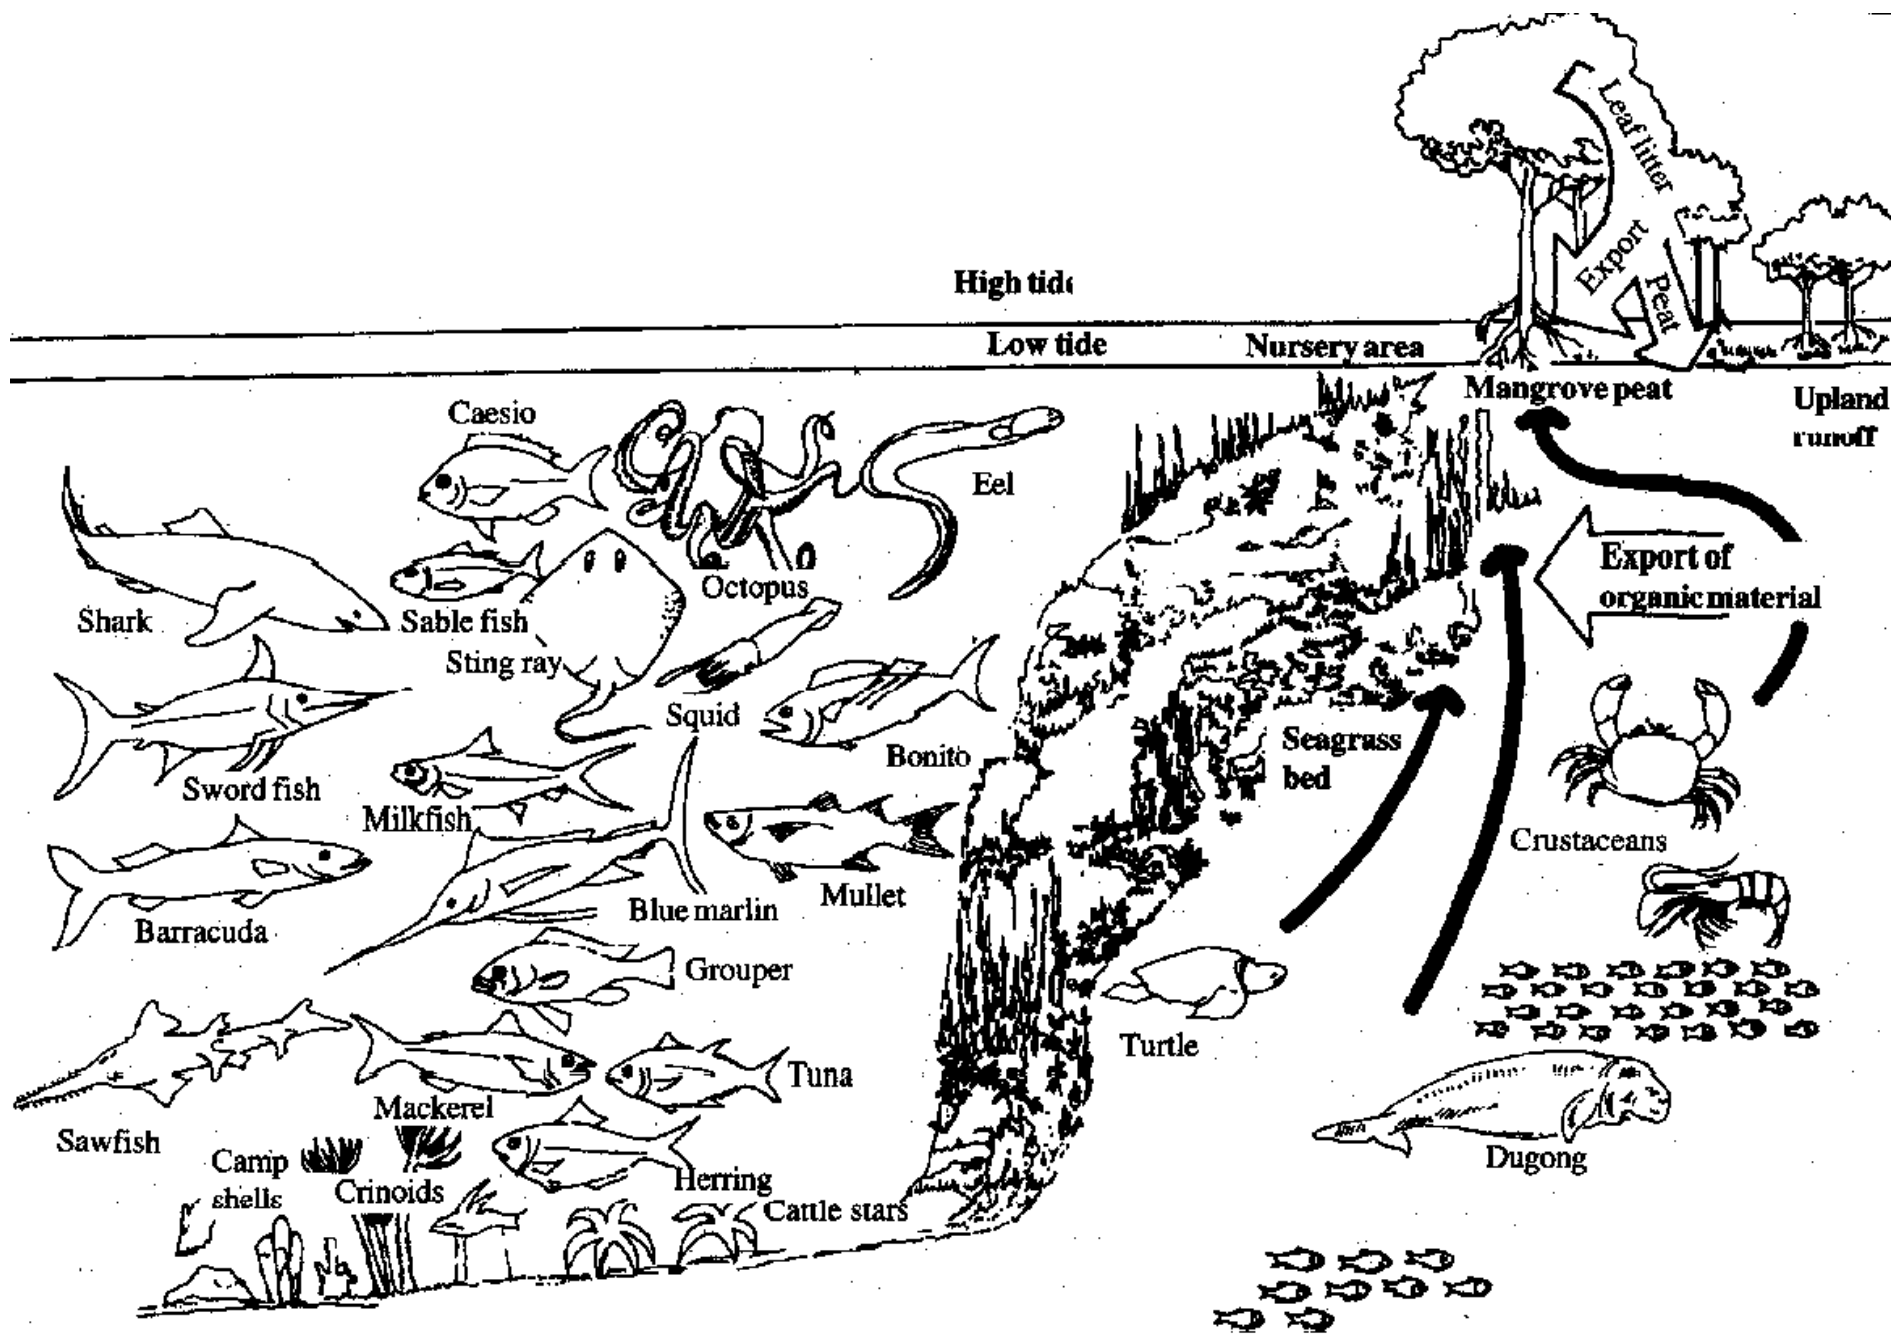 Leaf litter
Export
Peat
High tide
Low tide
Nursery area
Mangrove peat
Upland
runoff
Caesio
Eel
Octopus
Shark
Sable fish
Sting ray
Export of
organic material
Squid
Bonito
Seagrass
bed
Sword fish
Milkfish
Crustaceans
Barracuda
Blue marlin
Mullet
Grouper
Turtle
Tuna
Mackerel
Sawfish
Camp
shells
Crinoids
Herring
Cattle stars
Dugong